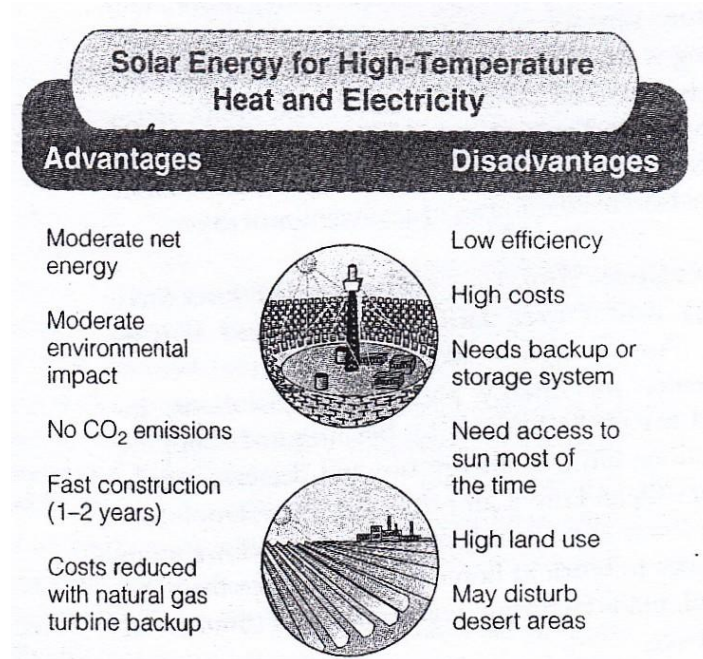 Solar Energy for High-Temperature
Heat and Electricity
Advantages
Disadvantages
Moderate net
energy
Moderate
environmental
impact
No CO₂ emissions
Fast construction
(1–2 years)
Costs reduced
with natural gas
turbine backup
Low efficiency
High costs
Needs backup or
storage system
Need access to
sun most of
the time
High land use
May disturb
desert areas